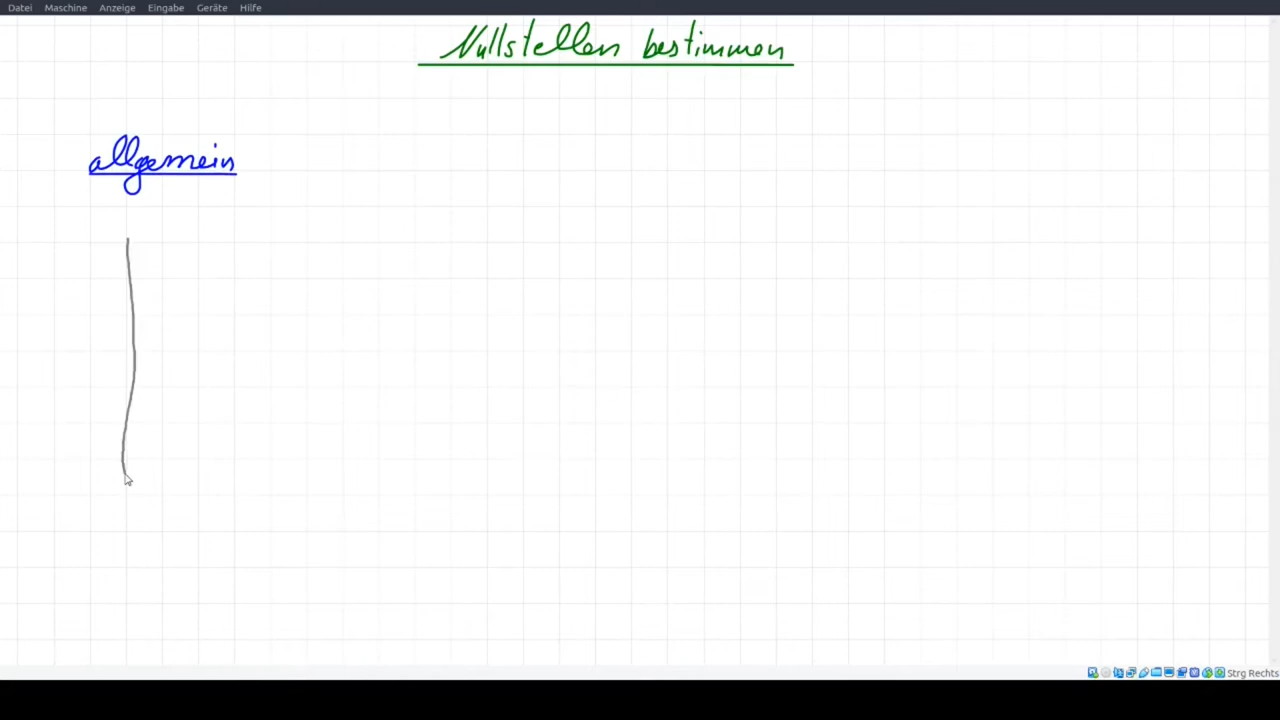 Datei Maschine Anzeige Eingabe Geräte Hilfe
Nullstellen bestimmen
allgemein
Strg Rechts